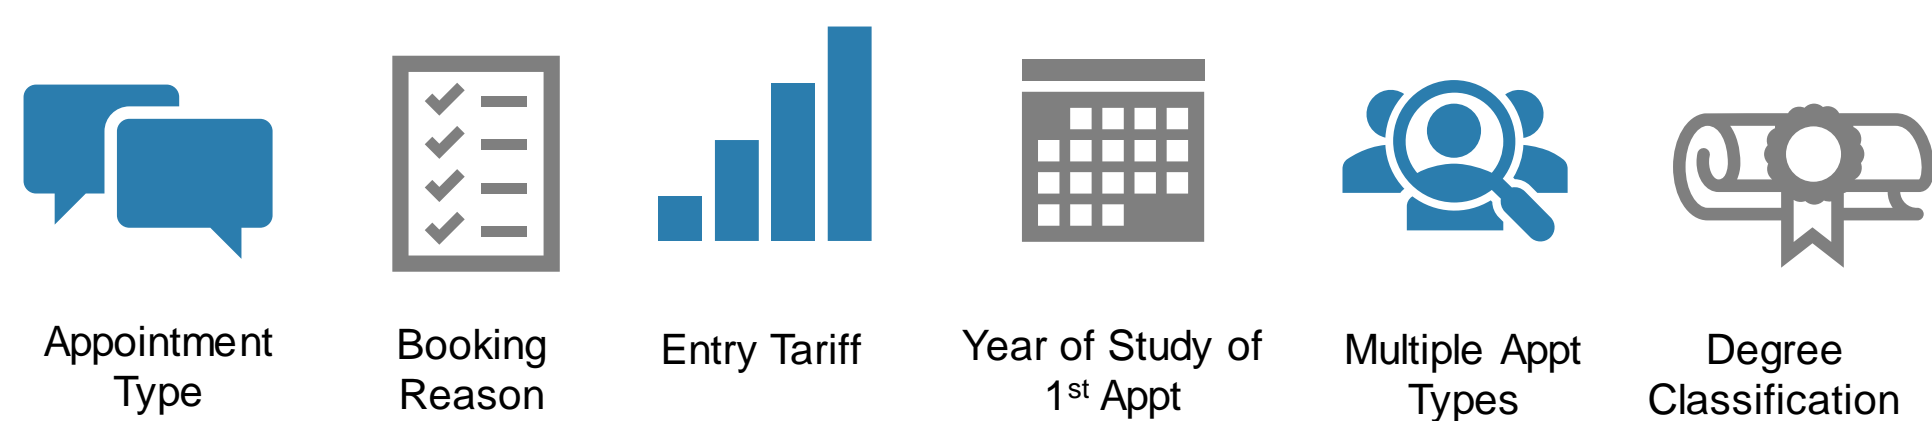 Appointment
Type
Booking
Reason
Entry Tariff
Year of Study of
1st Appt
Multiple Appt
Types
Degree
Classification